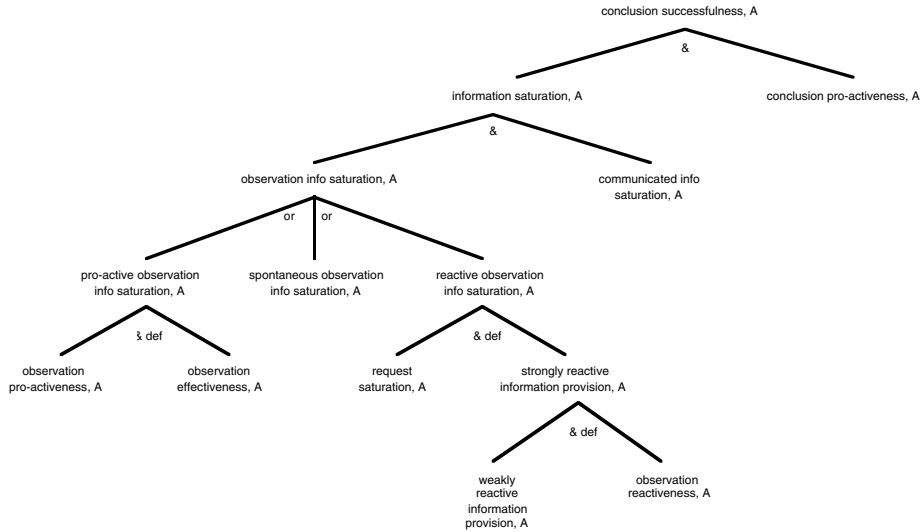 conclusion successfulness, A
&
information saturation, A
conclusion pro-activeness, A
&
observation info saturation, A
communicated info
saturation, A
or
or
pro-active observation
info saturation, A
spontaneous observation
info saturation, A
reactive observation
info saturation, A
& def
& def
observation
pro-activeness, A
observation
effectiveness, A
request
saturation, A
strongly reactive
information provision, A
& def
weakly
reactive
information
provision, A
observation
reactiveness, A